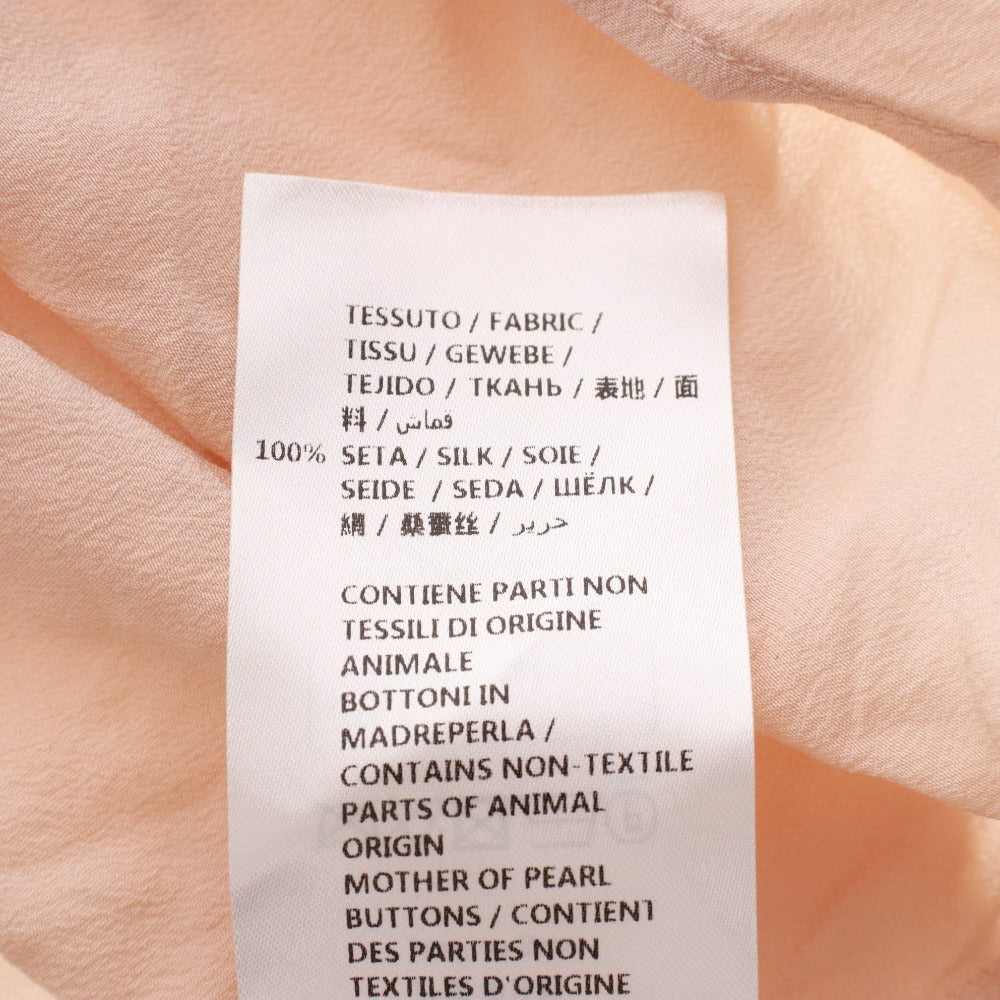 TESSUTO / FABRIC /
TISSU / GEWEBE /
TEJIDO / ТКАНЬ / 表地 / 面
料 / قماش
100% SETA / SILK / SOIE /
SEIDE / SEDA / ШЁЛК /
絹 / 桑蠶丝 / حرير
CONTIENE PARTI NON
TESSILI DI ORIGINE
ANIMALE
BOTTONI IN
MADREPERLA /
CONTAINS NON-TEXTILE
PARTS OF ANIMAL
ORIGIN
MOTHER OF PEARL
BUTTONS / CONTIENT
DES PARTIES NON
TEXTILES D'ORIGINE